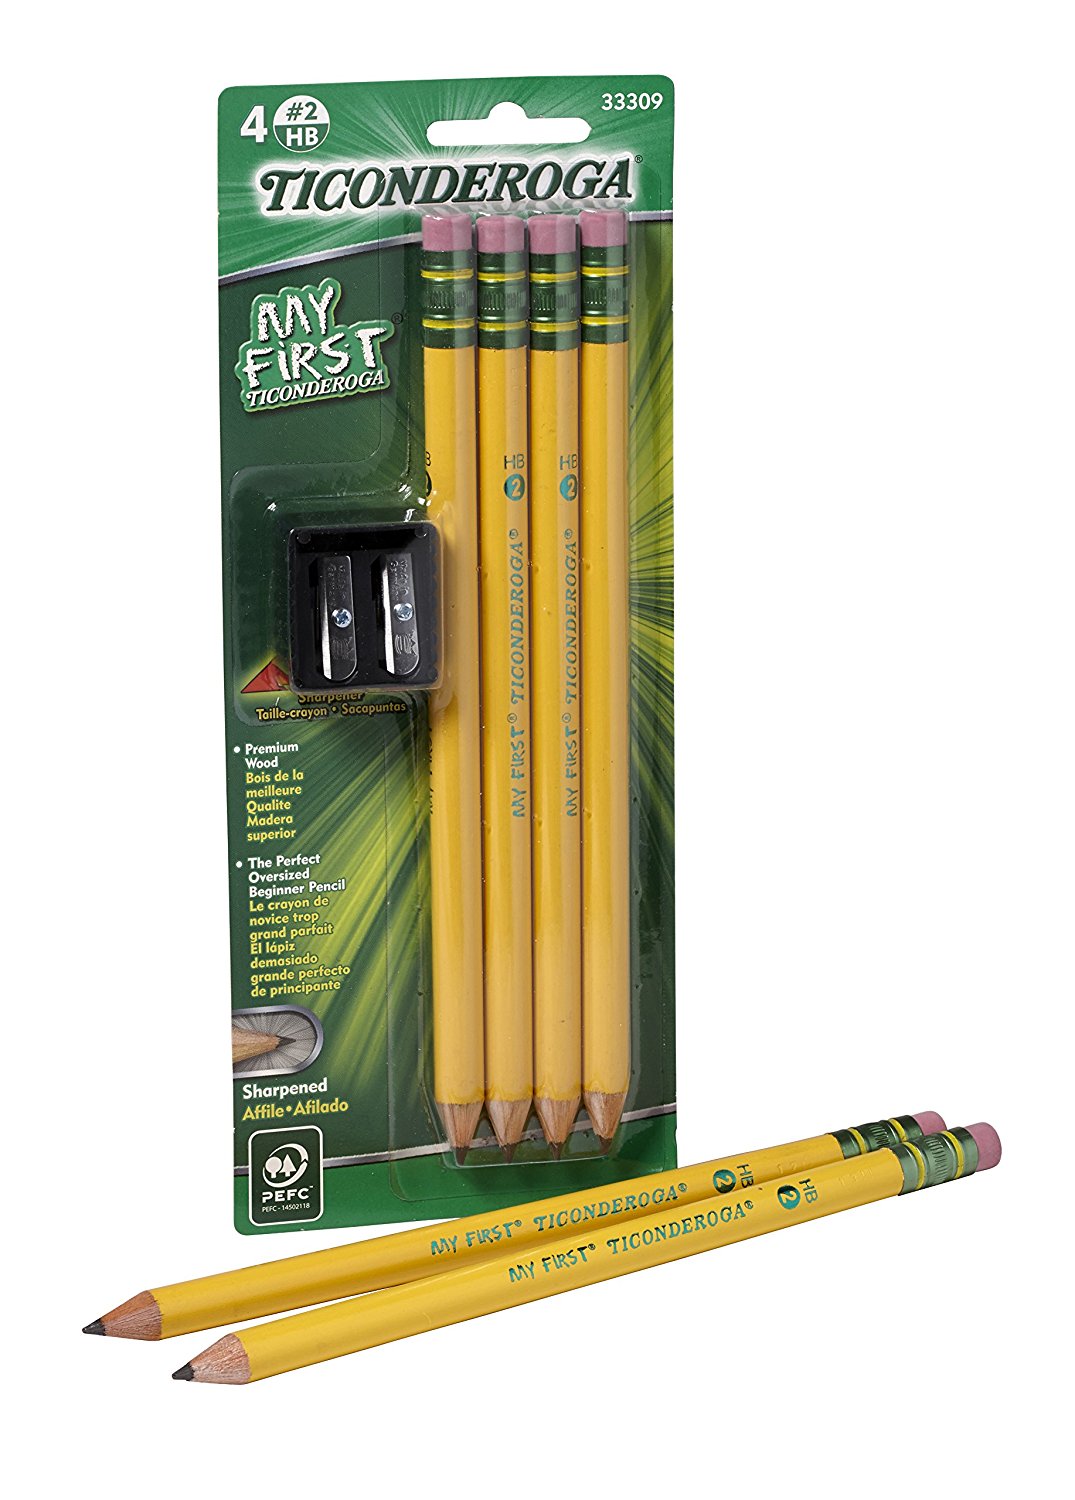 4 #2 HB
33309
TICONDEROGA®
MY
FIRST®
TICONDEROGA
HB
2
MY FIRST® TICONDEROGA®
HB
2
MY FIRST® TICONDEROGA®
Sharpener
Taille-crayon • Sacapuntas
• Premium
Wood
Bois de la
meilleure
Qualite
Madera
superior
• The Perfect
Oversized
Beginner Pencil
Le crayon de
novice trop
grand parfait
El lápiz
demasiado
grande perfecto
de principante
Sharpened
Affile • Afilado
PEFC™
PEFC - 14502118
MY FIRST® TICONDEROGA® 2 HB
MY FIRST® TICONDEROGA® 2 HB